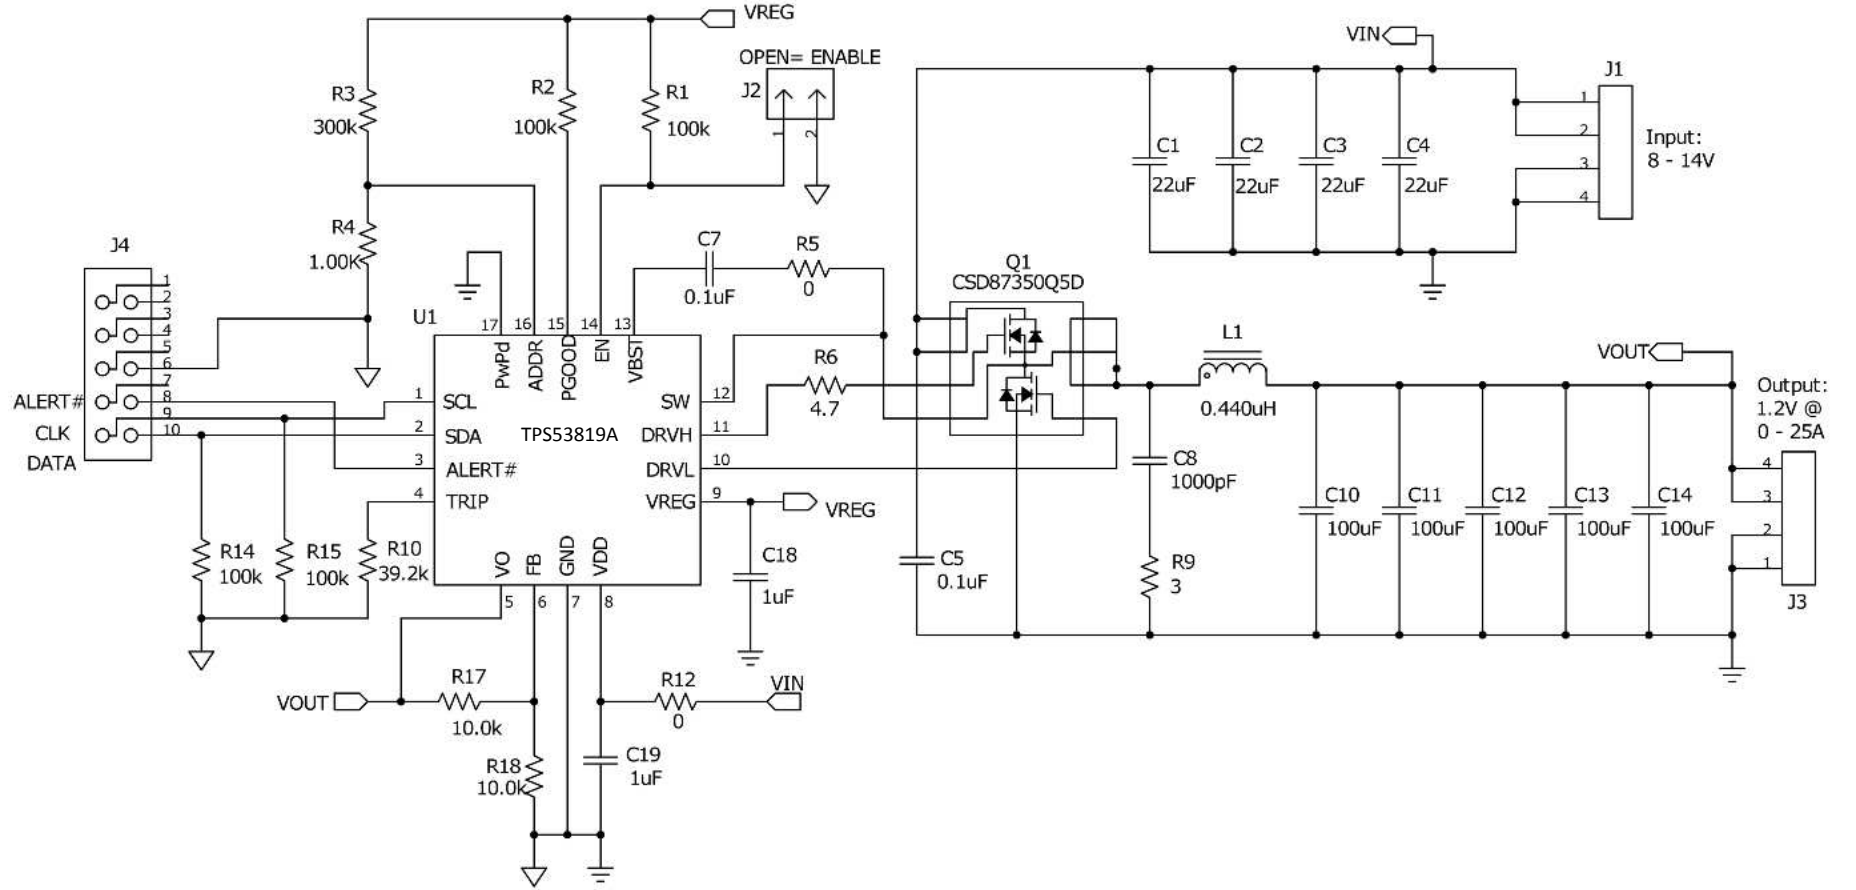 VREG
OPEN= ENABLE
J2
1
2
R3
300k
R2
100k
R1
100k
R4
1.00K
VIN
J1
1
2
3
4
Input:
8 - 14V
C1
22uF
C2
22uF
C3
22uF
C4
22uF
J4
1
2
3
4
5
6
7
8
9
10
ALERT#
CLK
DATA
C7
0.1uF
R5
0
U1
17
16
15
14
13
PwPd
ADDR
PGOOD
EN
VBST
1
SCL
2
SDA
3
ALERT#
4
TRIP
TPS53819A
SW
12
DRVH
11
DRVL
10
VREG
9
VREG
VO
FB
GND
VDD
5
6
7
8
R6
4.7
Q1
CSD87350Q5D
L1
0.440uH
VOUT
Output:
1.2V @
0 - 25A
4
3
2
1
J3
C8
1000pF
R9
3
C5
0.1uF
C10
100uF
C11
100uF
C12
100uF
C13
100uF
C14
100uF
R14
100k
R15
100k
R10
39.2k
C18
1uF
VOUT
R17
10.0k
R18
10.0k
R12
0
VIN
C19
1uF